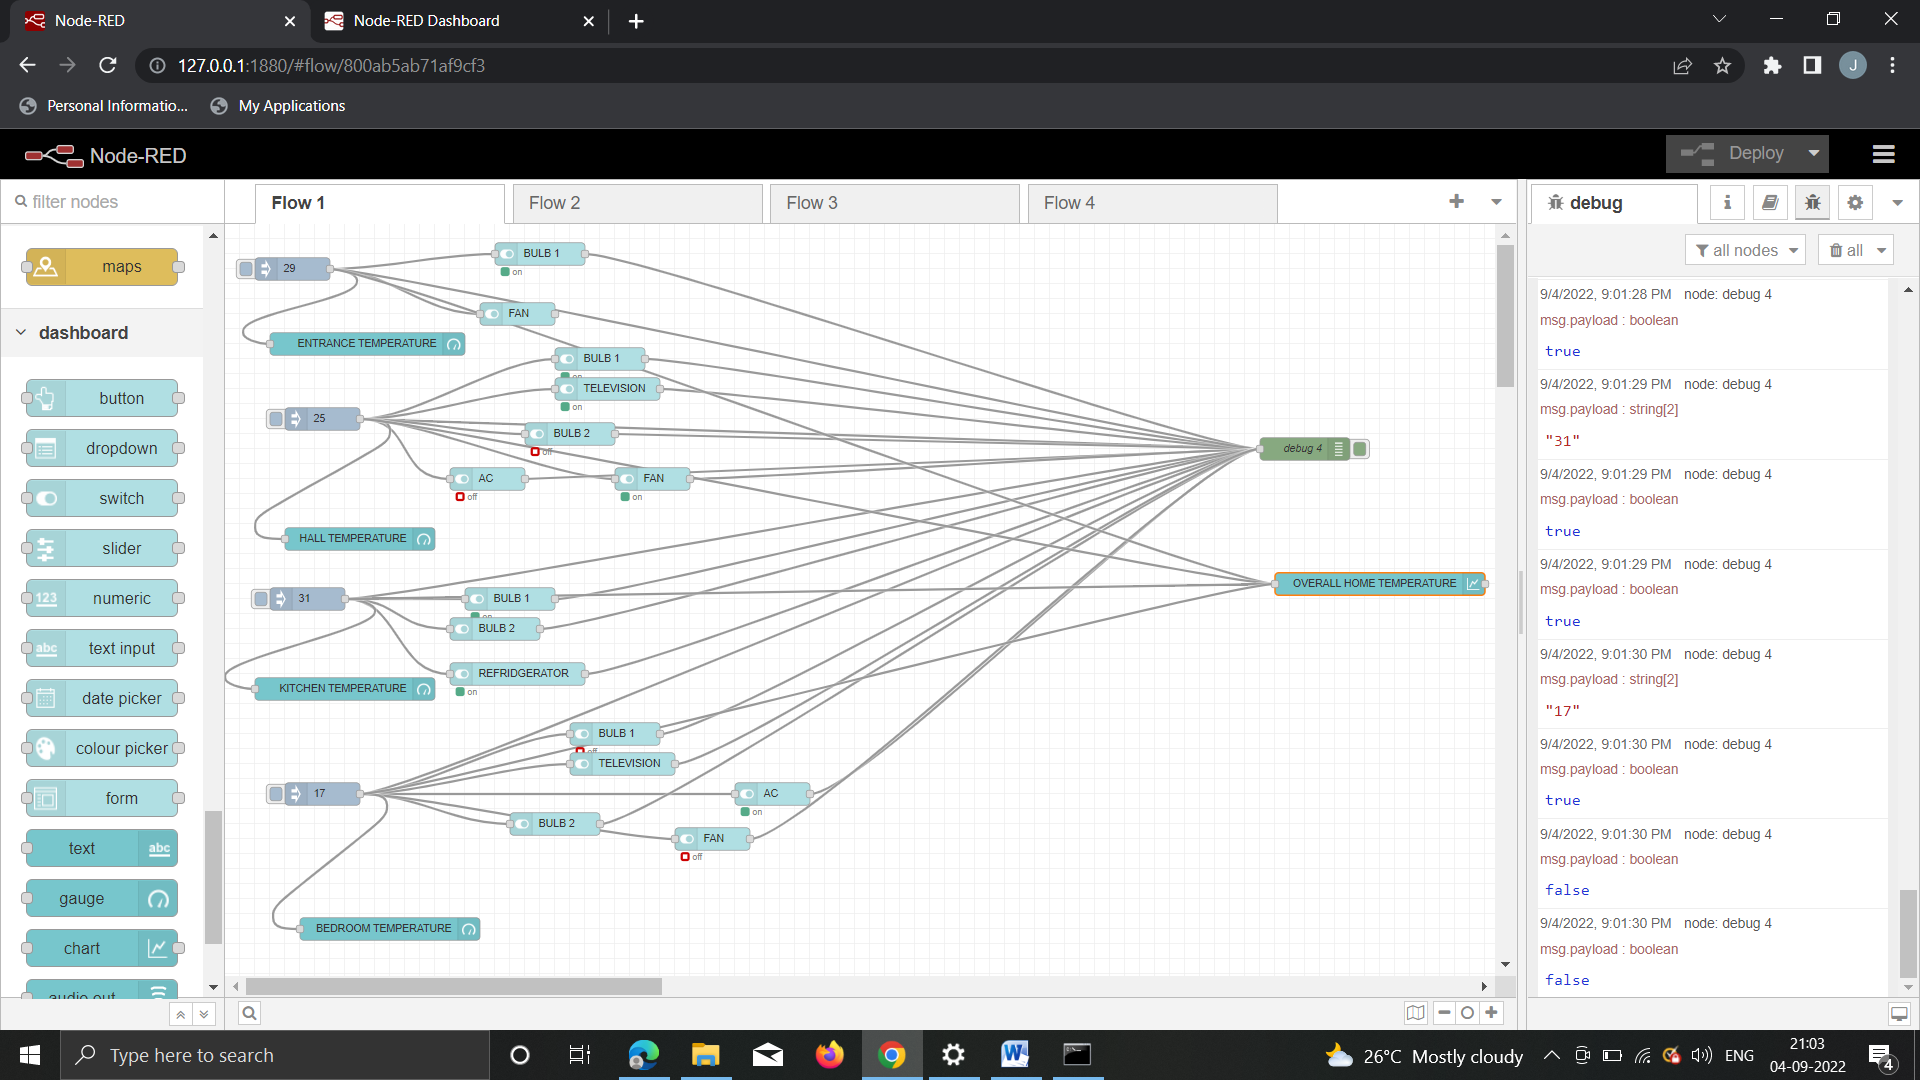 Node-RED
Node-RED Dashboard
127.0.0.1:1880/#flow/800ab5ab71af9cf3
J
Personal Informatio...
My Applications
Node-RED
Deploy
filter nodes
Flow 1
Flow 2
Flow 3
Flow 4
debug
all nodes
all
maps
dashboard
button
dropdown
switch
slider
123 numeric
abc text input
date picker
colour picker
form
text abc
gauge
chart
audio out
29
BULB 1
on
FAN
ENTRANCE TEMPERATURE
BULB 1
on
TELEVISION
on
25
BULB 2
off
AC
off
FAN
on
HALL TEMPERATURE
debug 4
OVERALL HOME TEMPERATURE
31
BULB 1
on
BULB 2
REFRIDGERATOR
on
KITCHEN TEMPERATURE
BULB 1
off
TELEVISION
17
AC
on
BULB 2
FAN
off
BEDROOM TEMPERATURE
9/4/2022, 9:01:28 PM node: debug 4
msg.payload : boolean
true
9/4/2022, 9:01:29 PM node: debug 4
msg.payload : string[2]
"31"
9/4/2022, 9:01:29 PM node: debug 4
msg.payload : boolean
true
9/4/2022, 9:01:29 PM node: debug 4
msg.payload : boolean
true
9/4/2022, 9:01:30 PM node: debug 4
msg.payload : string[2]
"17"
9/4/2022, 9:01:30 PM node: debug 4
msg.payload : boolean
true
9/4/2022, 9:01:30 PM node: debug 4
msg.payload : boolean
false
9/4/2022, 9:01:30 PM node: debug 4
msg.payload : boolean
false
Type here to search
26°C Mostly cloudy
ENG
21:03
04-09-2022
4